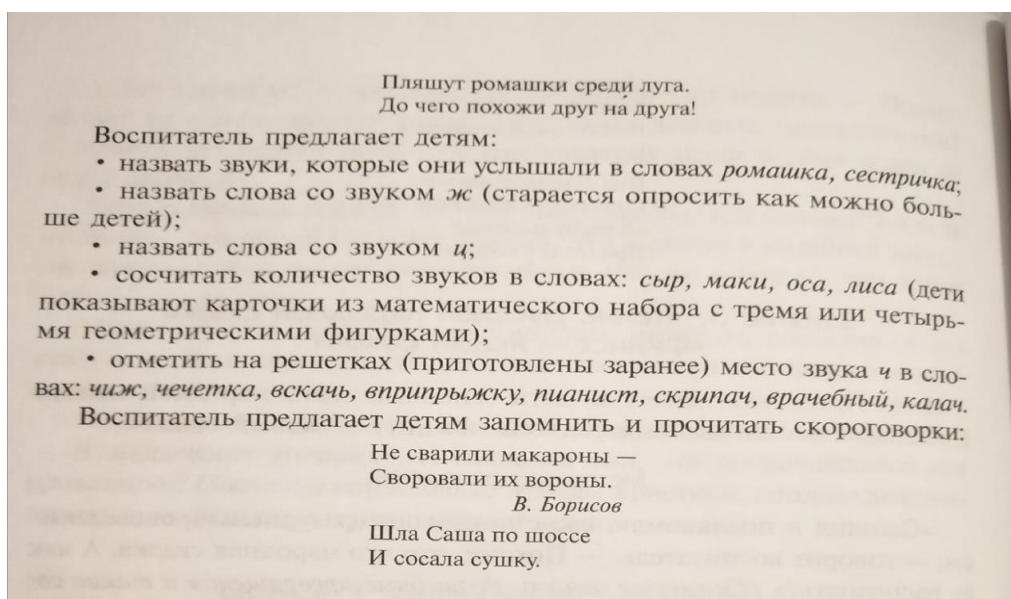 Пляшут ромашки среди луга.
До чего похожи друг на́ друга!
Воспитатель предлагает детям:
• назвать звуки, которые они услышали в словах ромашка, сестричка;
• назвать слова со звуком ж (старается опросить как можно боль-
ше детей);
• назвать слова со звуком ц;
• сосчитать количество звуков в словах: сыр, маки, оса, лиса (дети
показывают карточки из математического набора с тремя или четырь-
мя геометрическими фигурками);
• отметить на решетках (приготовлены заранее) место звука ч в сло-
вах: чиж, чечетка, вскачь, вприпрыжку, пианист, скрипач, врачебный, калач.
Воспитатель предлагает детям запомнить и прочитать скороговорки:
Не сварили макароны —
Своровали их вороны.
В. Борисов
Шла Саша по шоссе
И сосала сушку.